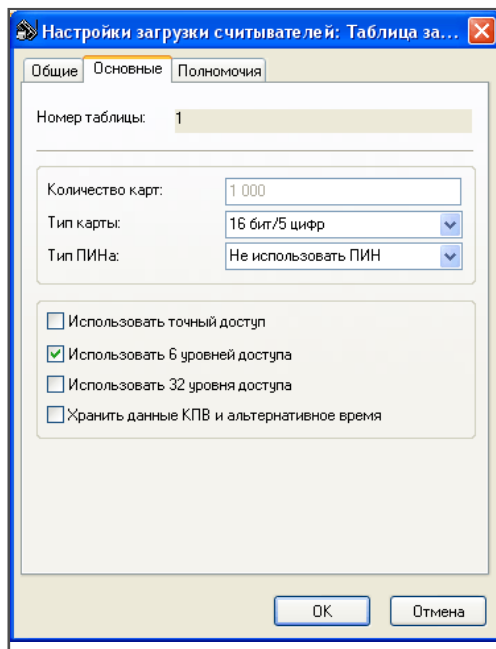 Настройки загрузки считывателей: Таблица за...
Общие Основные Полномочия
Номер таблицы: 1
Количество карт: 1 000
Тип карты: 16 бит/5 цифр
Тип ПИНа: Не использовать ПИН
Использовать точный доступ
Использовать 6 уровней доступа
Использовать 32 уровня доступа
Хранить данные КПВ и альтернативное время
OK Отмена